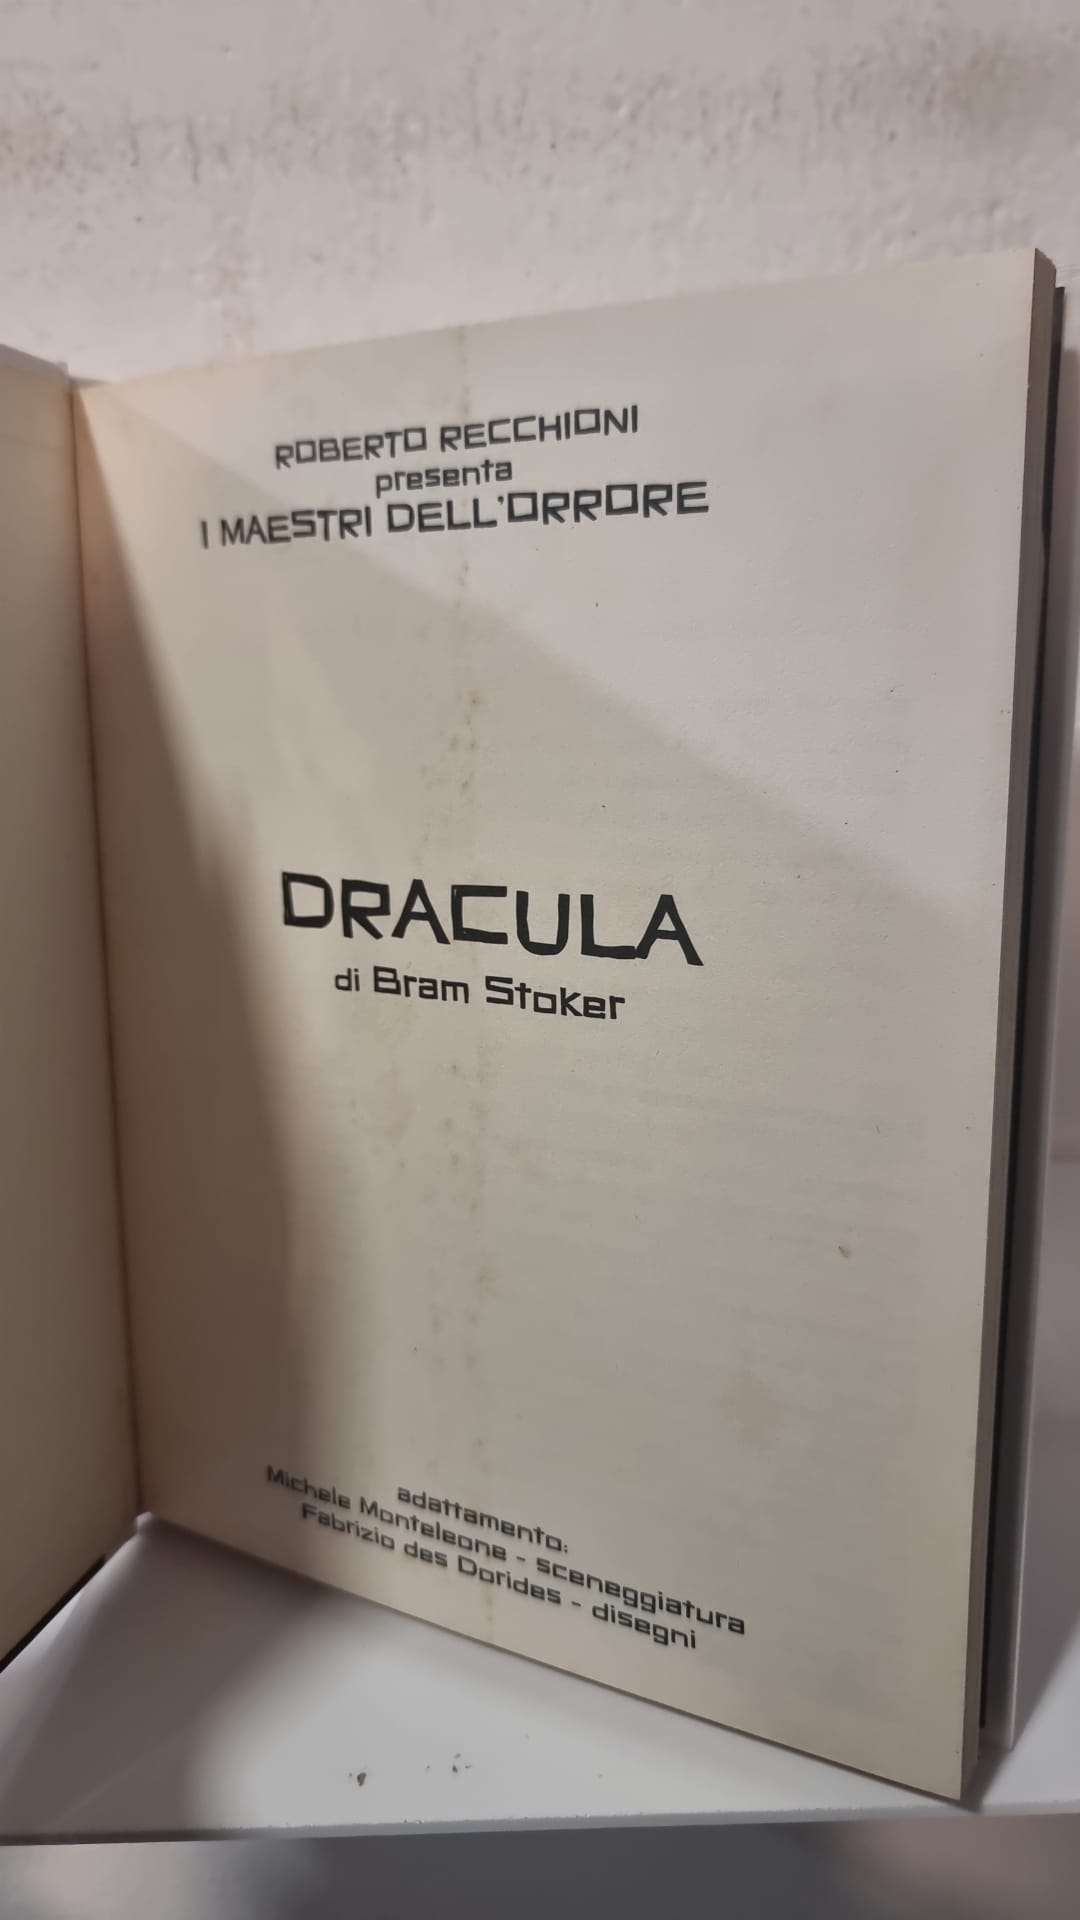 ROBERTO RECCHIONI
presenta
I MAESTRI DELL'ORRORE
DRACULA
di Bram Stoker
adattamento:
Michele Monteleone - sceneggiatura
Fabrizio des Dorides - disegni